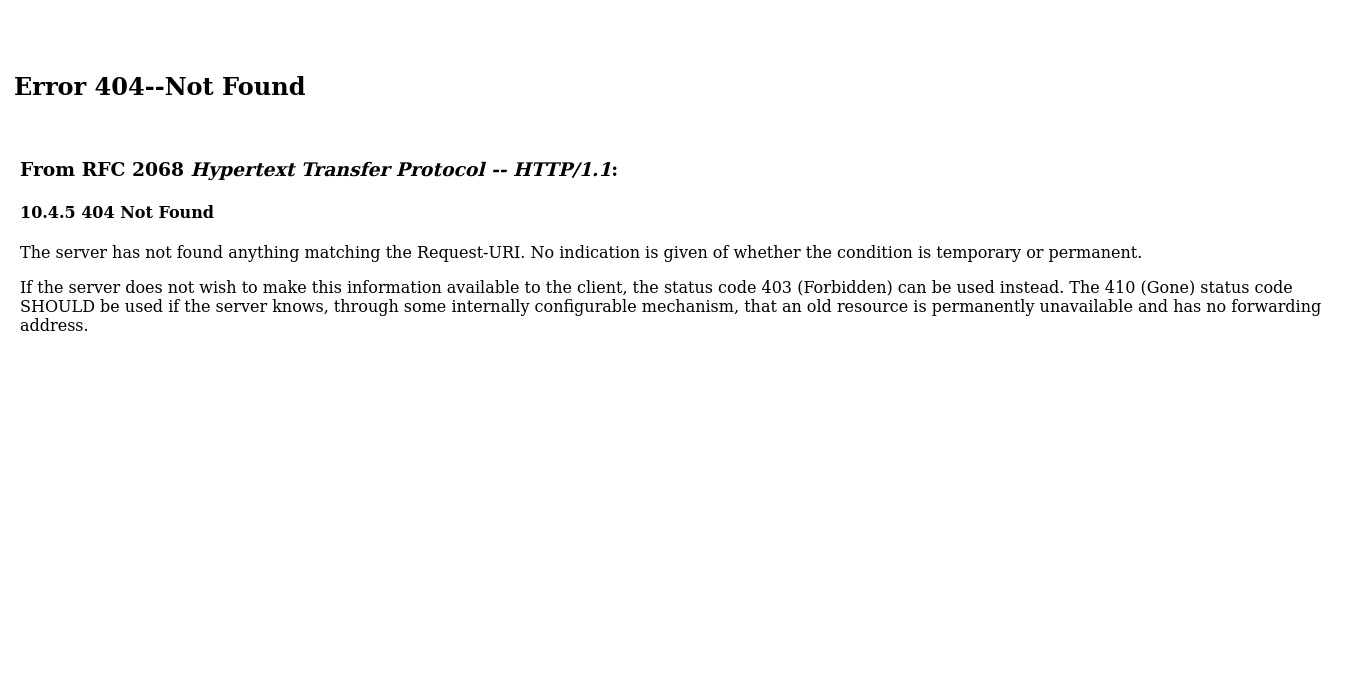 Error 404--Not Found
From RFC 2068 Hypertext Transfer Protocol -- HTTP/1.1:
10.4.5 404 Not Found
The server has not found anything matching the Request-URI. No indication is given of whether the condition is temporary or permanent.
If the server does not wish to make this information available to the client, the status code 403 (Forbidden) can be used instead. The 410 (Gone) status code
SHOULD be used if the server knows, through some internally configurable mechanism, that an old resource is permanently unavailable and has no forwarding
address.